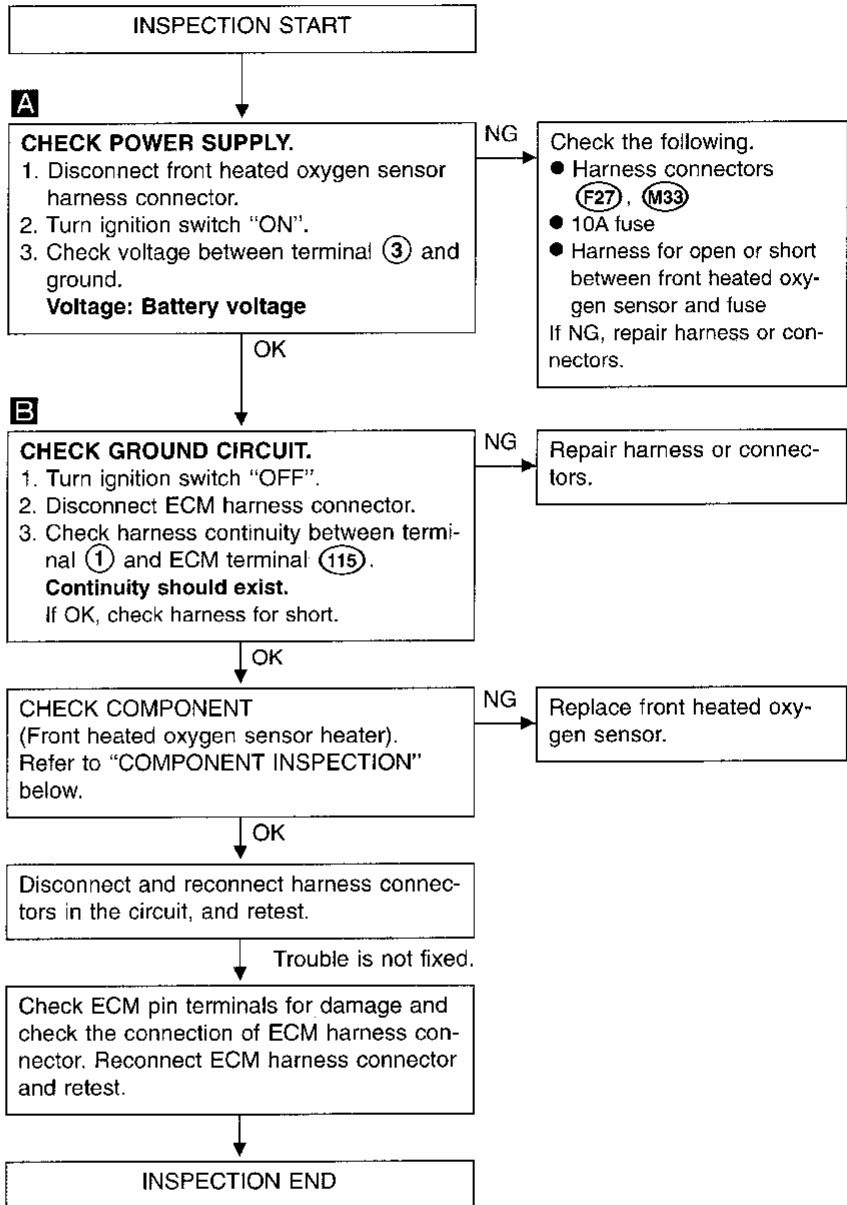 INSPECTION START
A
CHECK POWER SUPPLY.
1. Disconnect front heated oxygen sensor
harness connector.
2. Turn ignition switch "ON".
3. Check voltage between terminal ③ and
ground.
Voltage: Battery voltage
NG
Check the following.
● Harness connectors
F27, M33
● 10A fuse
● Harness for open or short
between front heated oxy-
gen sensor and fuse
If NG, repair harness or con-
nectors.
OK
B
CHECK GROUND CIRCUIT.
1. Turn ignition switch "OFF".
2. Disconnect ECM harness connector.
3. Check harness continuity between termi-
nal ① and ECM terminal 115.
Continuity should exist.
If OK, check harness for short.
NG
Repair harness or connec-
tors.
OK
CHECK COMPONENT
(Front heated oxygen sensor heater).
Refer to "COMPONENT INSPECTION"
below.
NG
Replace front heated oxy-
gen sensor.
OK
Disconnect and reconnect harness connec-
tors in the circuit, and retest.
Trouble is not fixed.
Check ECM pin terminals for damage and
check the connection of ECM harness con-
nector. Reconnect ECM harness connector
and retest.
INSPECTION END